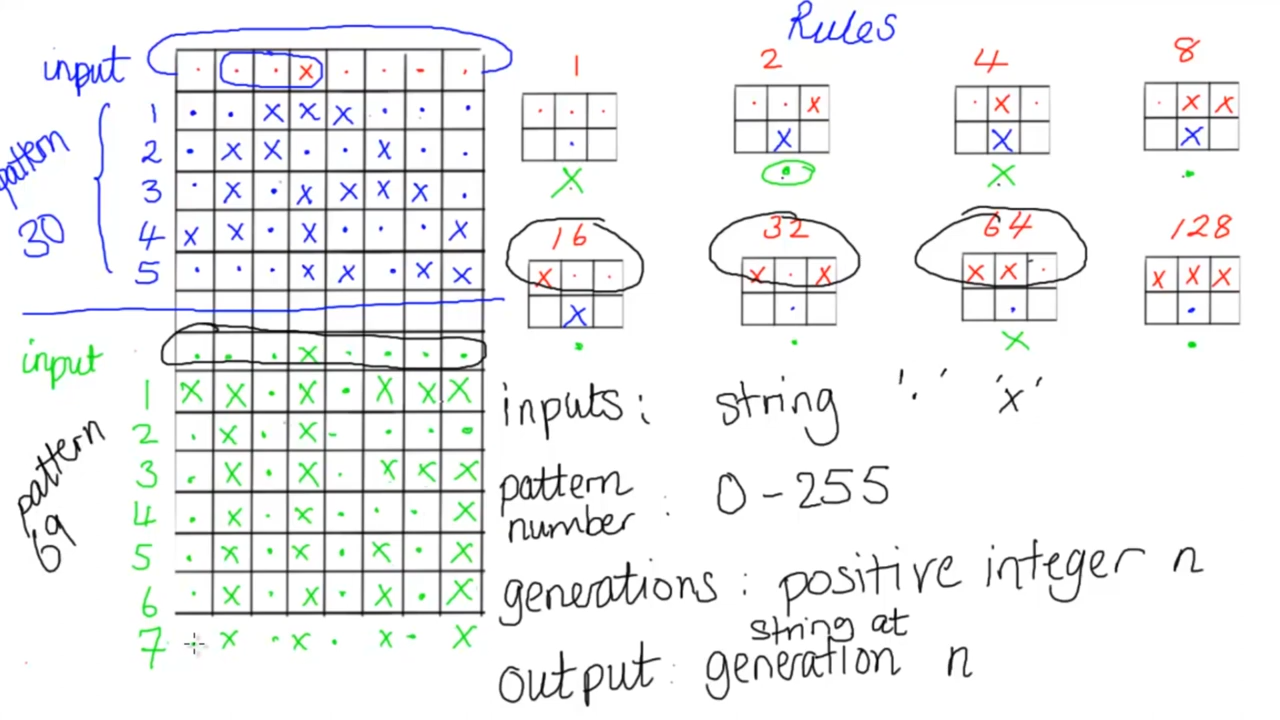 Rules
input . . . x . . . .
1 . . x x x . . .
2 . x x . . x . .
3 . x . x x x x .
4 x x . x . . . x
5 . . . x x . x x
pattern
30
1
. . .
.
x
2
. . x
x
.
4
. x .
x
x
8
. x x
x
.
16
x . .
x
.
32
x . x
.
.
64
x x .
.
x
128
x x x
.
.
input . . . x . . . .
1 x x . x . x x x
2 . x . x . . . .
3 . x . x . x x x
4 . x . x . . . x
5 . x . x . x . x
6 . x . x . x . x
7 . x . x . x . x
pattern
69
inputs: string '.' 'x'
pattern
number : 0-255
generations : positive integer n
string at
output: generation n